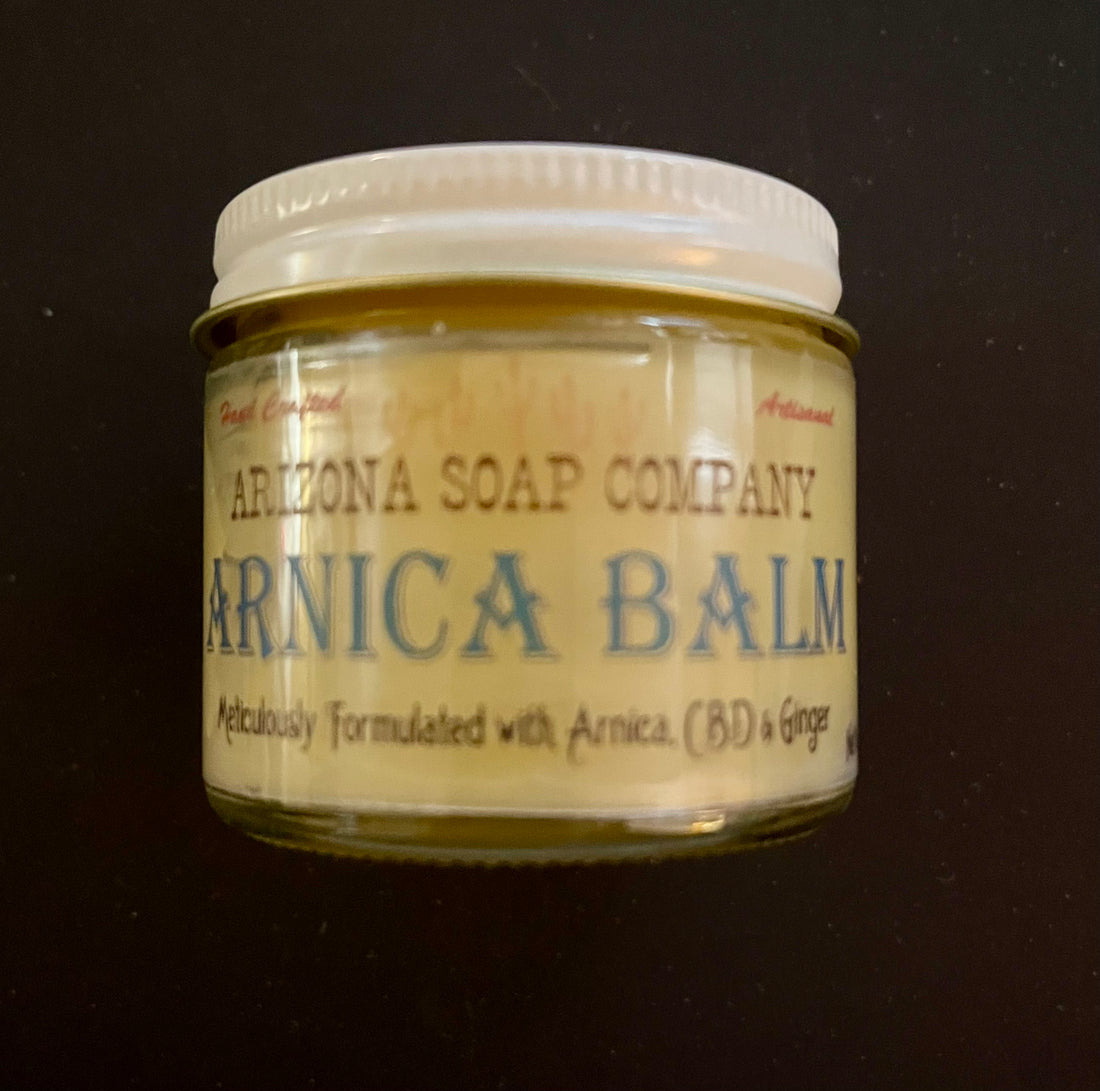 Hand Crafted
Artisanal
ARIZONA SOAP COMPANY
ARNICA BALM
Meticulously Formulated with Arnica, CBD & Ginger